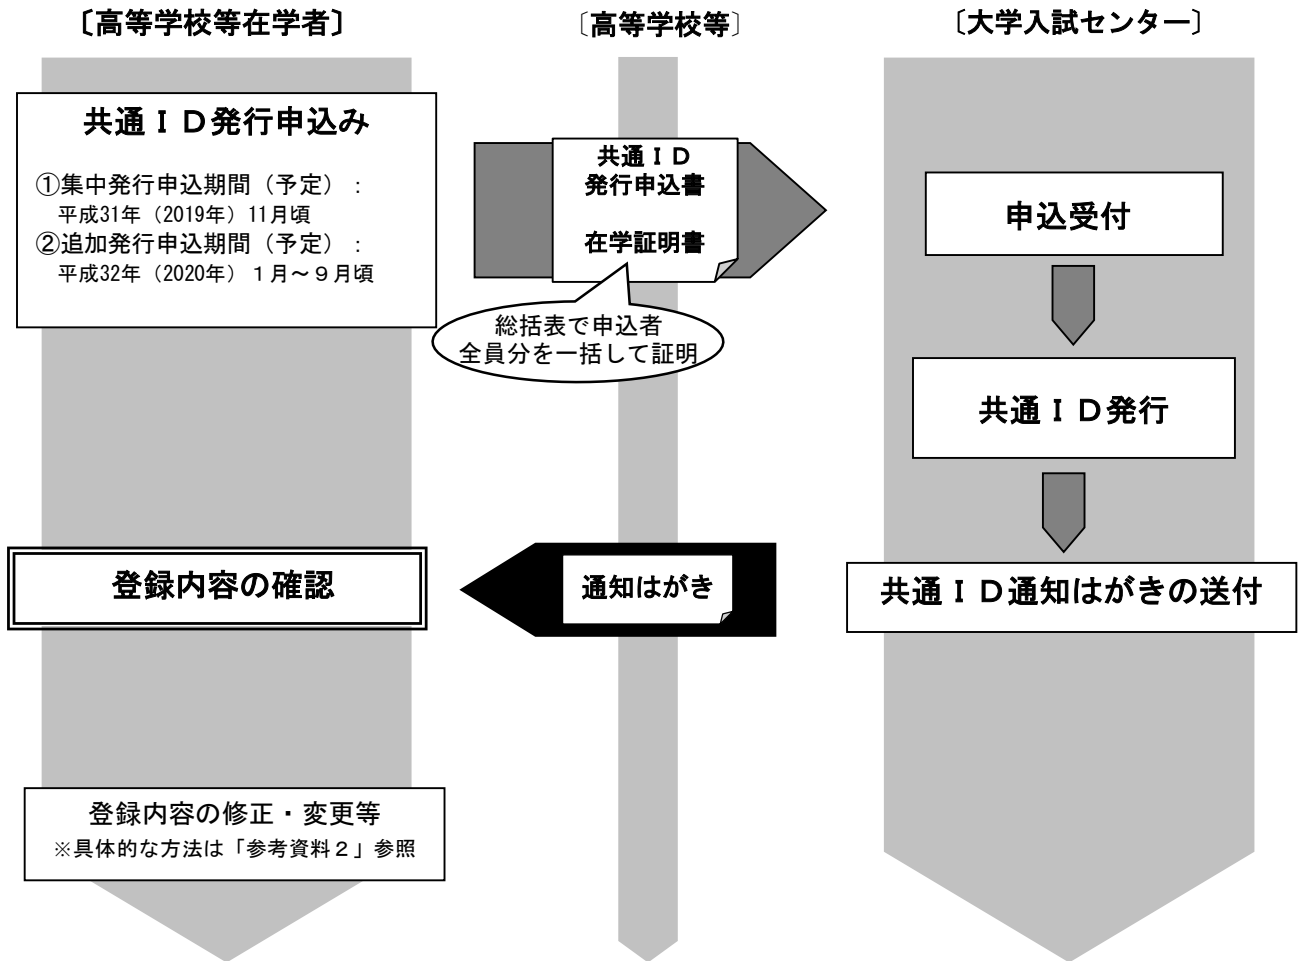 〔高等学校等在学者〕
〔高等学校等〕
〔大学入試センター〕
共通ＩＤ発行申込み
①集中発行申込期間（予定）：
平成31年（2019年）11月頃
②追加発行申込期間（予定）：
平成32年（2020年）１月～９月頃
共通ＩＤ
発行申込書
在学証明書
総括表で申込者
全員分を一括して証明
申込受付
共通ＩＤ発行
共通ＩＤ通知はがきの送付
通知はがき
登録内容の確認
登録内容の修正・変更等
※具体的な方法は「参考資料２」参照